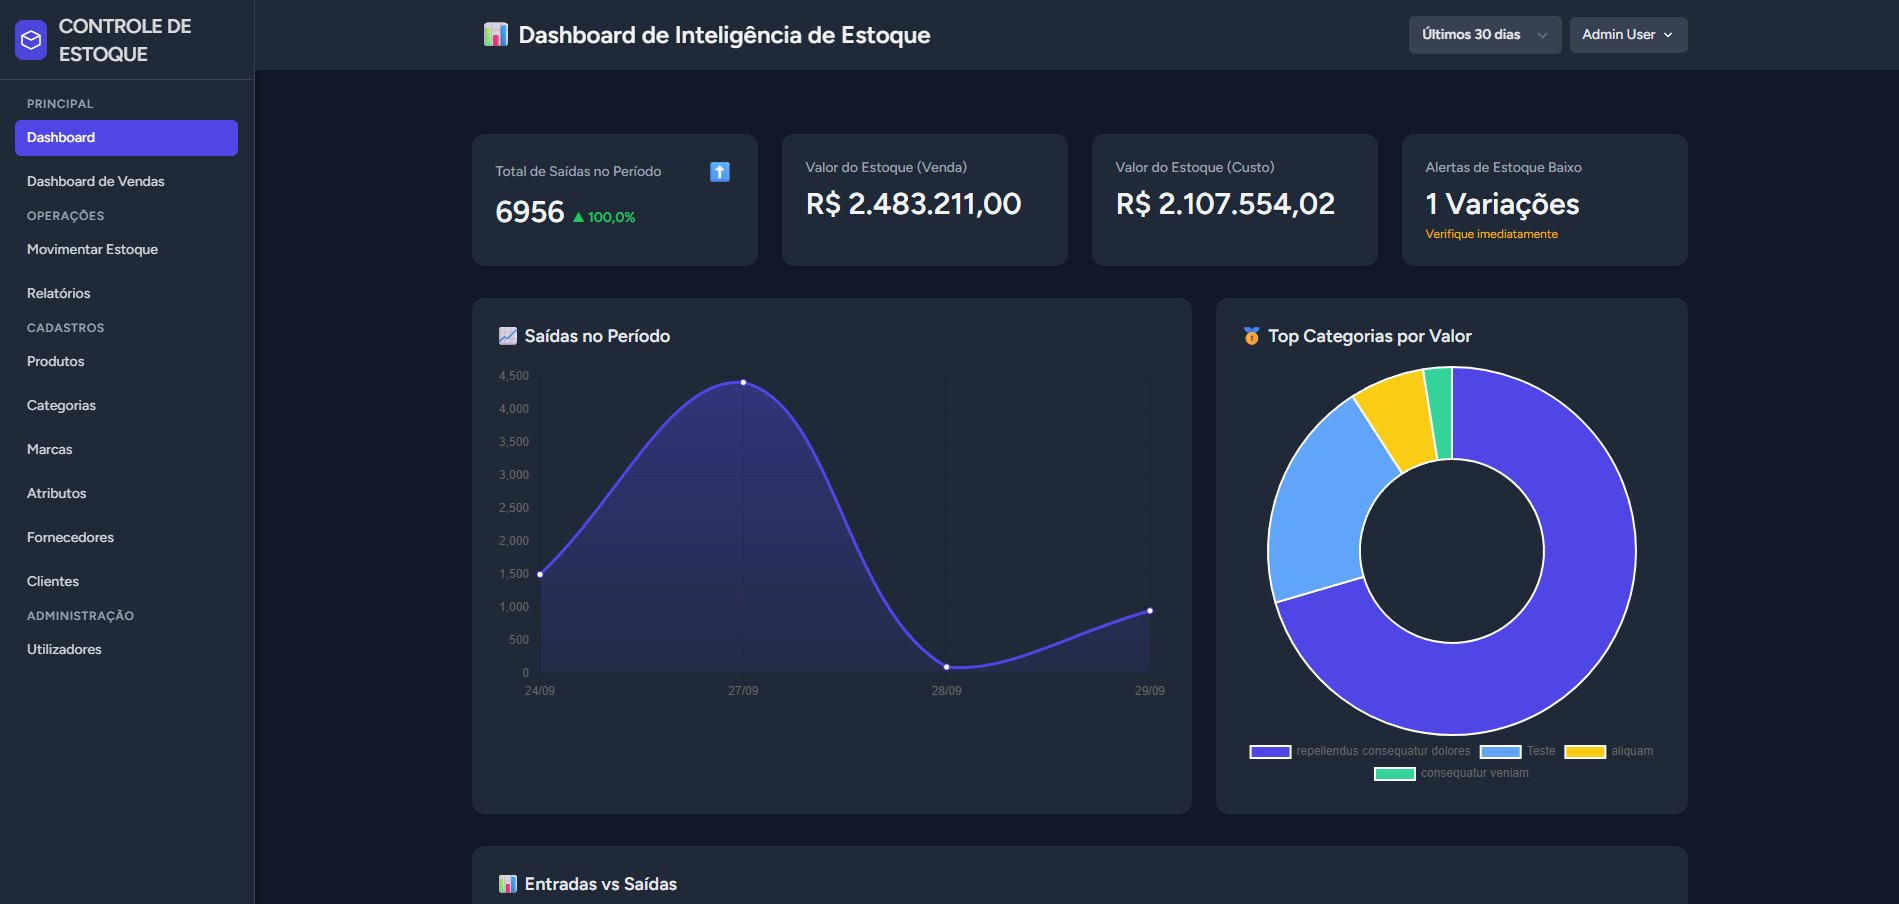 CONTROLE DE
ESTOQUE
PRINCIPAL
Dashboard
Dashboard de Vendas
OPERAÇÕES
Movimentar Estoque
Relatórios
CADASTROS
Produtos
Categorias
Marcas
Atributos
Fornecedores
Clientes
ADMINISTRAÇÃO
Utilizadores
📊 Dashboard de Inteligência de Estoque
Últimos 30 dias
Admin User
Total de Saídas no Período ⬆️
6956 ▲ 100,0%
Valor do Estoque (Venda)
R$ 2.483.211,00
Valor do Estoque (Custo)
R$ 2.107.554,02
Alertas de Estoque Baixo
1 Variações
Verifique imediatamente
📈 Saídas no Período
4,500
4,000
3,500
3,000
2,500
2,000
1,500
1,000
500
0
24/09 27/09 28/09 29/09
🥇 Top Categorias por Valor
repellendus consequatur dolores Teste aliquam
consequatur veniam
📊 Entradas vs Saídas